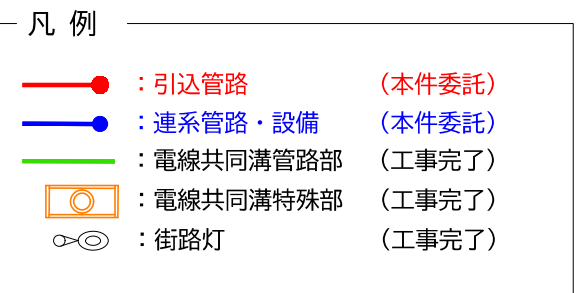 凡 例
：引込管路 （本件委託）
：連系管路・設備 （本件委託）
：電線共同溝管路部 （工事完了）
：電線共同溝特殊部 （工事完了）
：街路灯 （工事完了）